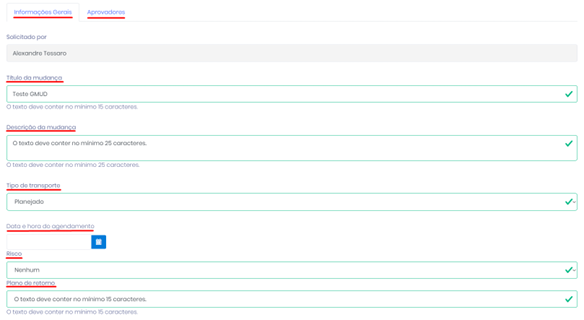 Informações Gerais Aprovadores
Solicitado por
Alexandre Tessaro
Título da mudança
Teste GMUD
O texto deve conter no mínimo 15 caracteres.
Descrição da mudança
O texto deve conter no mínimo 25 caracteres.
O texto deve conter no mínimo 25 caracteres.
Tipo de transporte
Planejado
Data e hora do agendamento
Risco
Nenhum
Plano de retorno
O texto deve conter no mínimo 15 caracteres.
O texto deve conter no mínimo 15 caracteres.